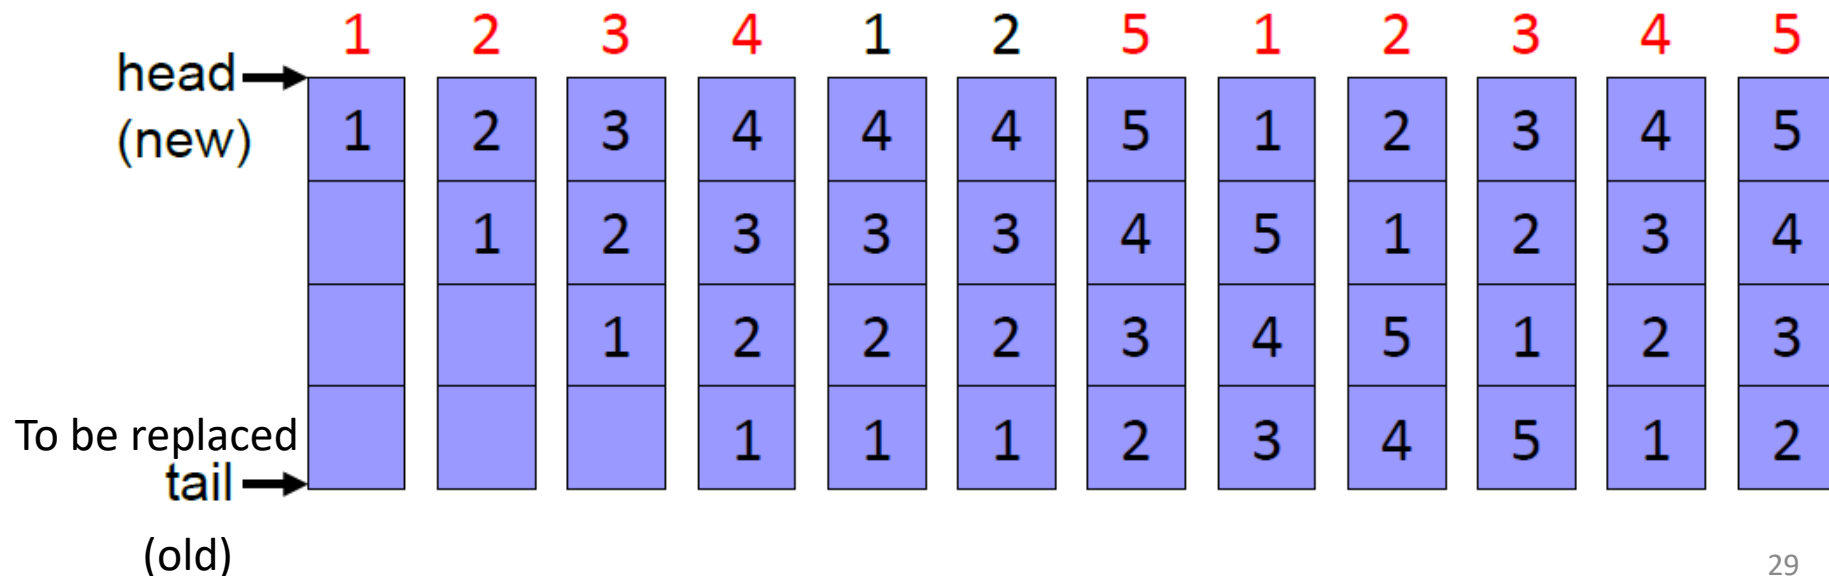 1 2 3 4 1 2 5 1 2 3 4 5
head
(new)
1 2 3 4 4 4 5 1 2 3 4 5
1 2 3 3 3 4 5 1 2 3 4
1 2 2 2 3 4 5 1 2 3
To be replaced
1 1 1 2 3 4 5 1 2
tail
(old)
29